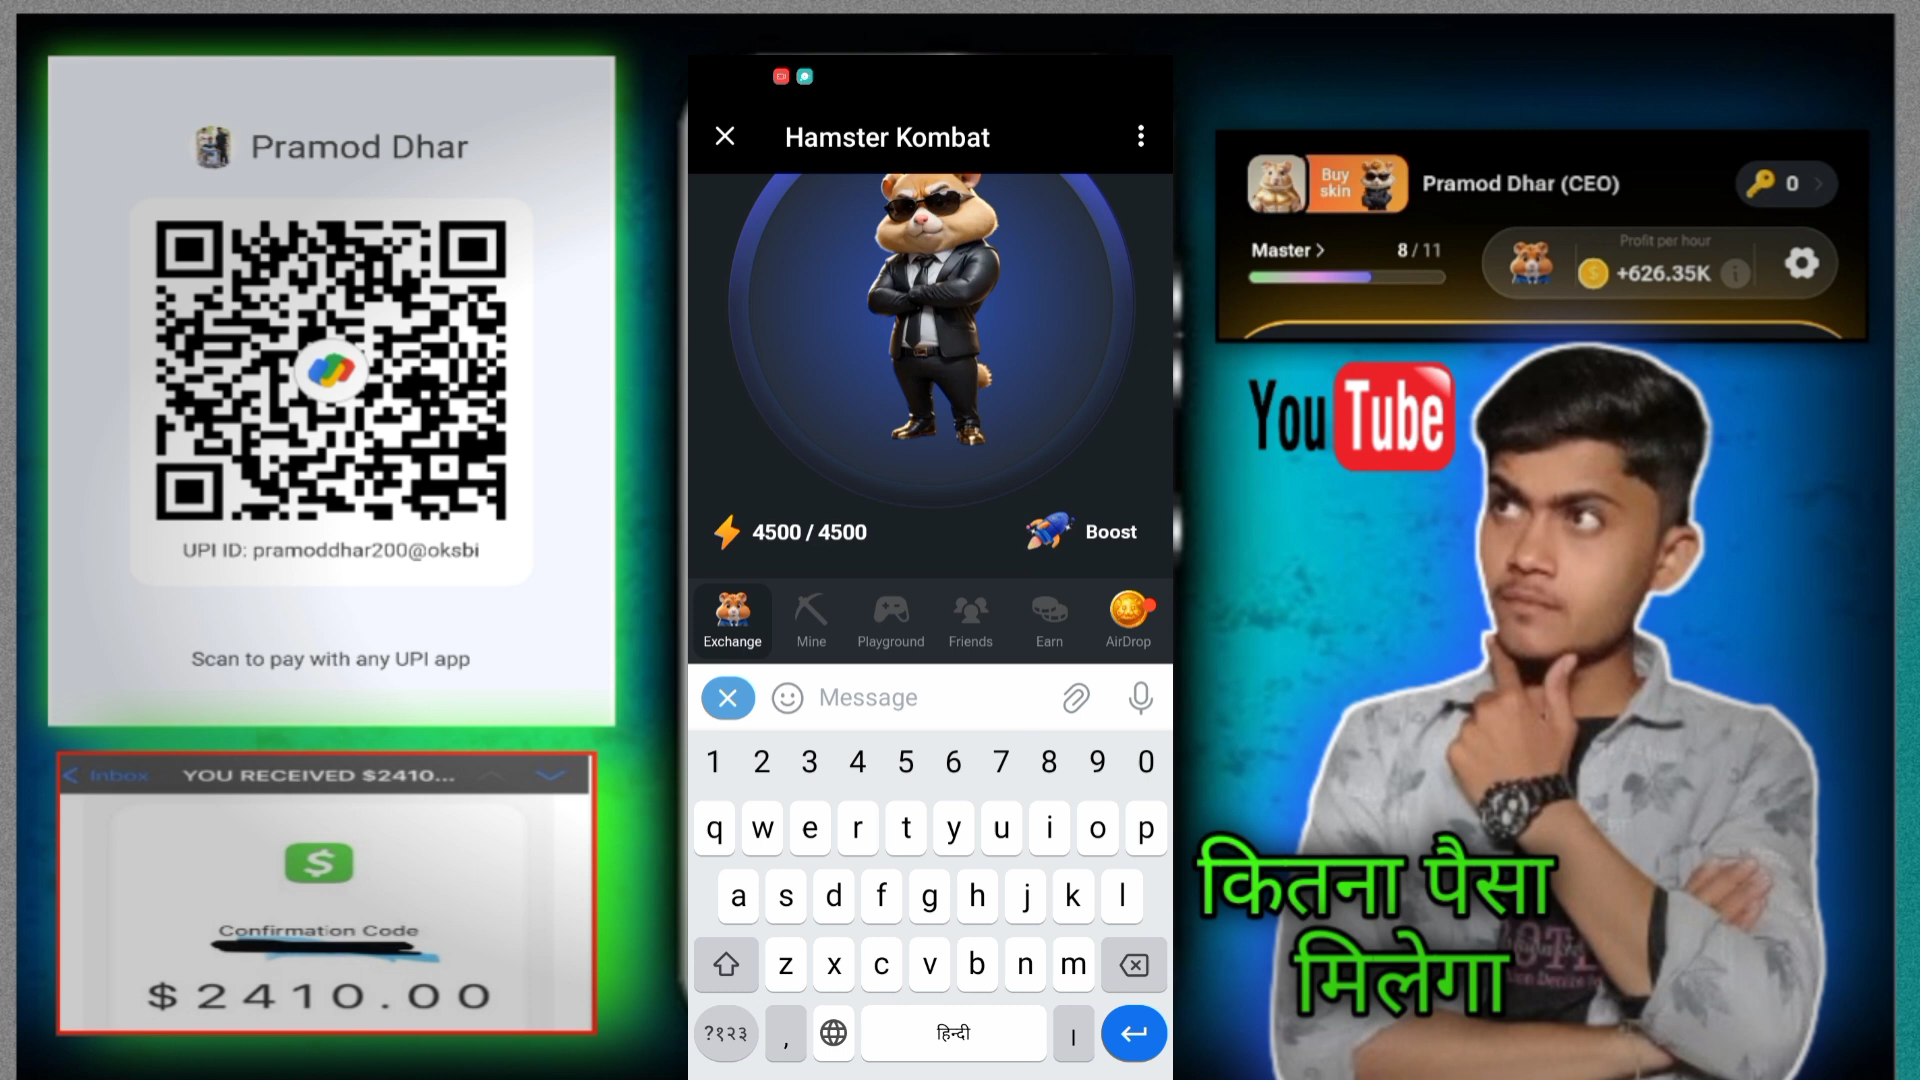 Pramod Dhar
UPI ID: pramoddhar200@oksbi
Scan to pay with any UPI app
Inbox
YOU RECEIVED $2410...
$
Confirmation Code
$2410.00
Hamster Kombat
4500 / 4500
Boost
Exchange
Mine
Playground
Friends
Earn
AirDrop
Message
1 2 3 4 5 6 7 8 9 0
q w e r t y u i o p
a s d f g h j k l
z x c v b n m
?१२३ , हिन्दी ।
Buy
skin
Pramod Dhar (CEO)
0
Master
8 / 11
Profit per hour
+626.35K
YouTube
कितना पैसा
मिलेगा